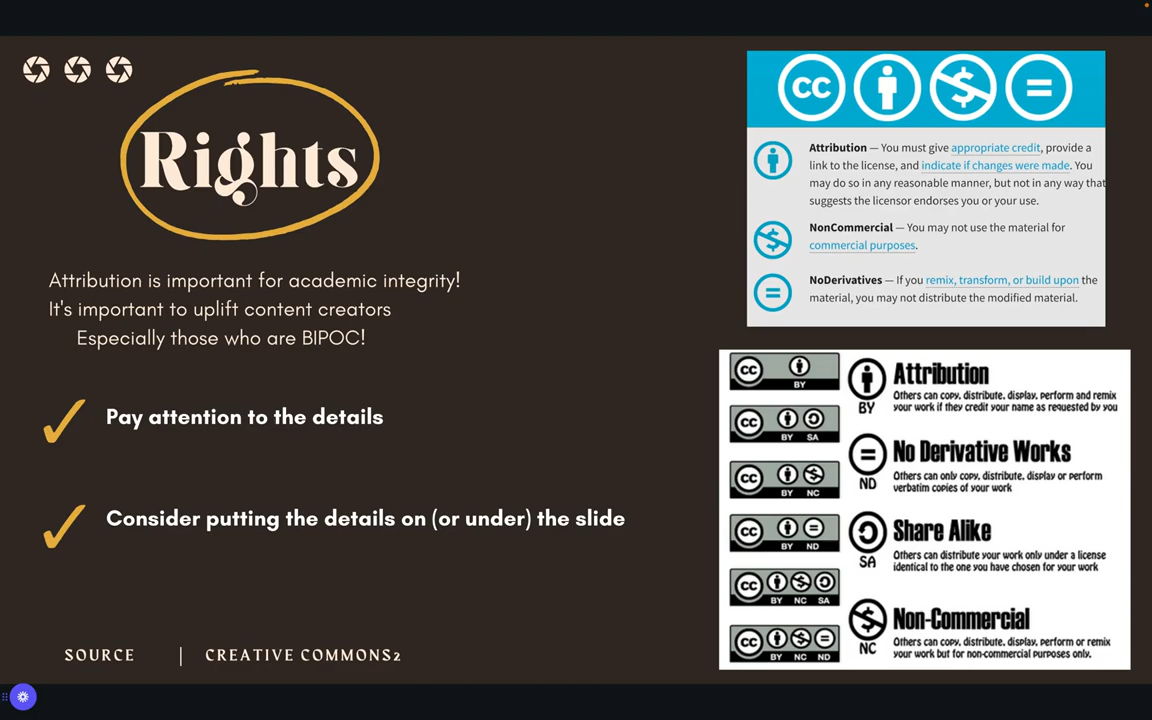 Rights
Attribution is important for academic integrity!
It's important to uplift content creators
Especially those who are BIPOC!
✓ Pay attention to the details
✓ Consider putting the details on (or under) the slide
SOURCE | CREATIVE COMMONS2
cc
Attribution — You must give appropriate credit, provide a
link to the license, and indicate if changes were made. You
may do so in any reasonable manner, but not in any way that
suggests the licensor endorses you or your use.
NonCommercial — You may not use the material for
commercial purposes.
NoDerivatives — If you remix, transform, or build upon the
material, you may not distribute the modified material.
cc
BY
cc
BY SA
cc
BY NC
cc
BY ND
cc
BY NC SA
cc
BY NC ND
BY
Attribution
Others can copy, distribute, display, perform and remix
your work if they credit your name as requested by you
ND
No Derivative Works
Others can only copy, distribute, display or perform
verbatim copies of your work
SA
Share Alike
Others can distribute your work only under a license
identical to the one you have chosen for your work
NC
Non-Commercial
Others can copy, distribute, display, perform or remix
your work but for non-commercial purposes only.